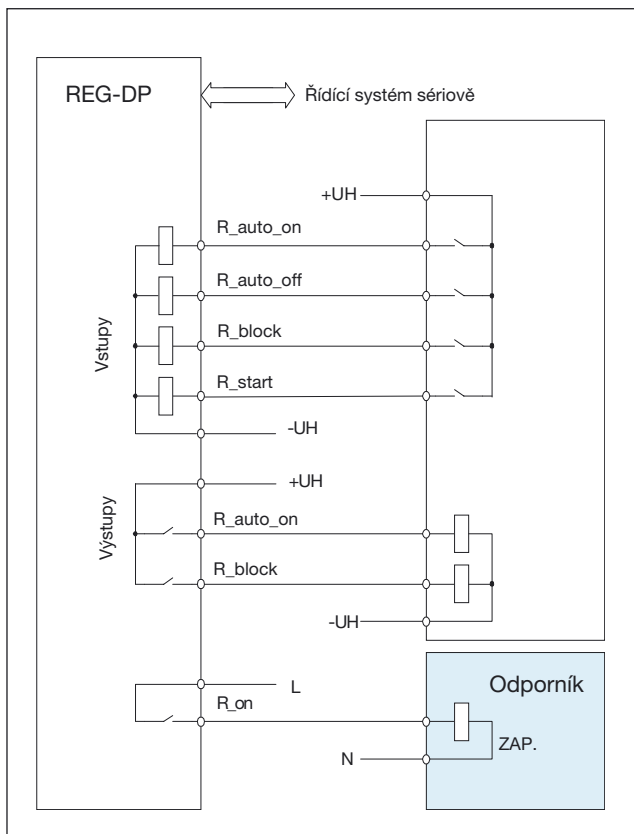 REG-DP
Řídící systém sériově
+UH
R_auto_on
R_auto_off
R_block
R_start
Vstupy
-UH
+UH
R_auto_on
R_block
Výstupy
-UH
L
R_on
N
Odporník
ZAP.